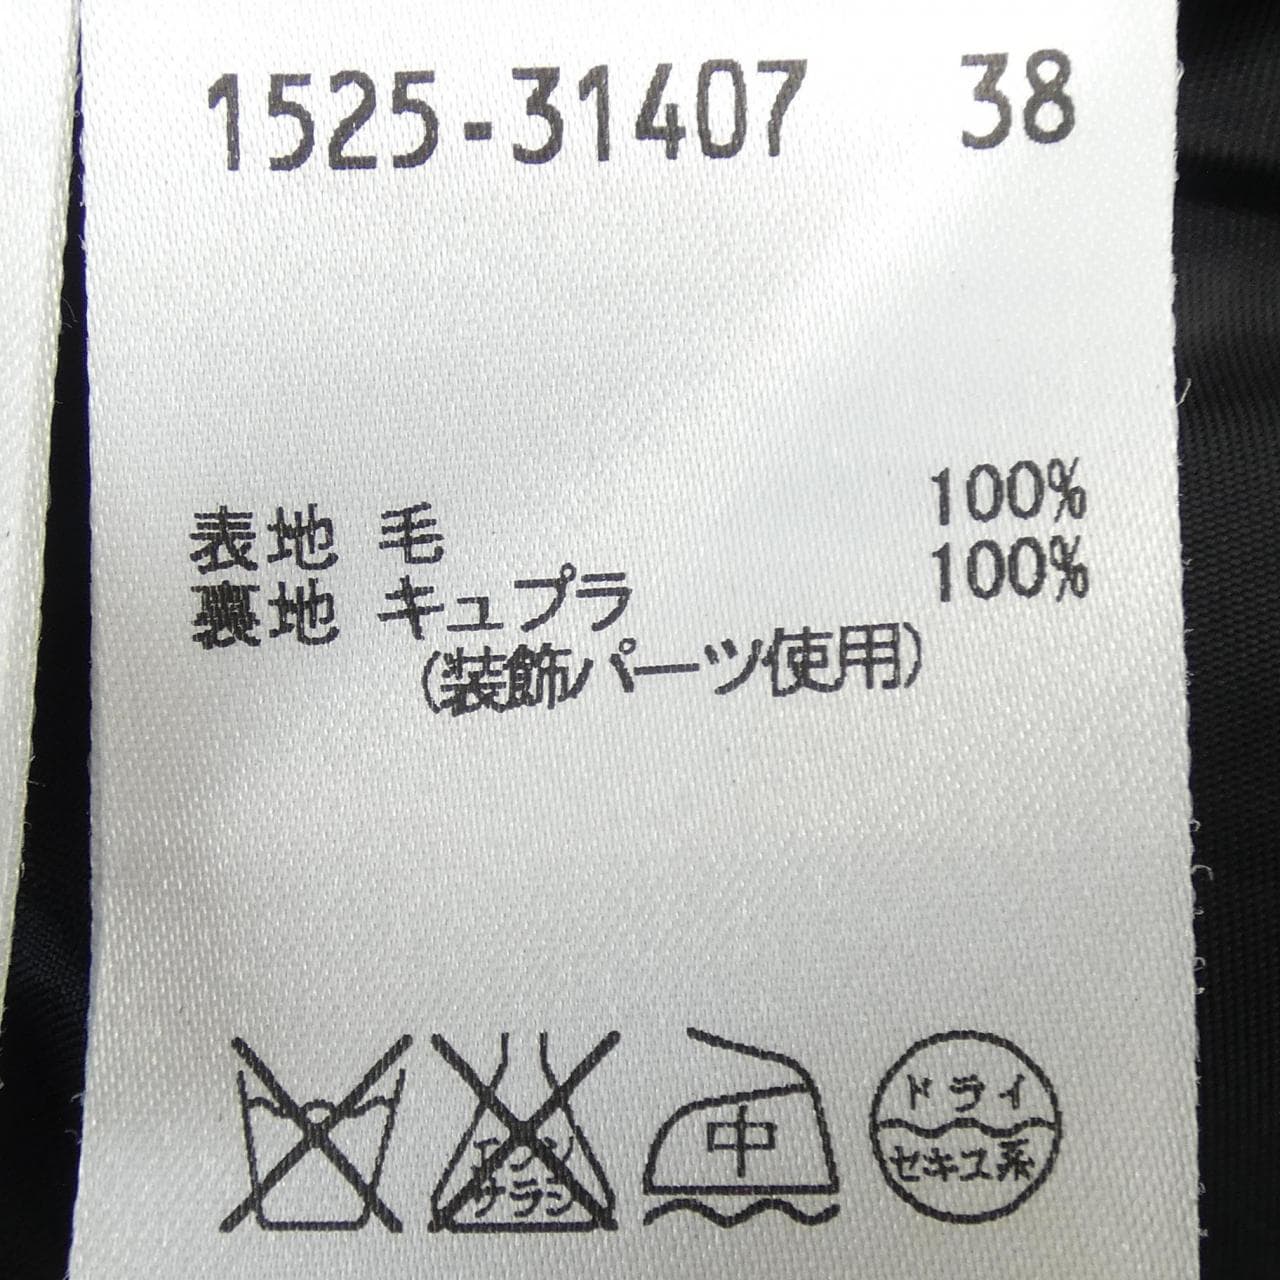 1525-31407 38
表地 毛 100%
裏地 キュプラ 100%
(装飾パーツ使用)
エンソ
サラシ
中
ドライ
セキユ系